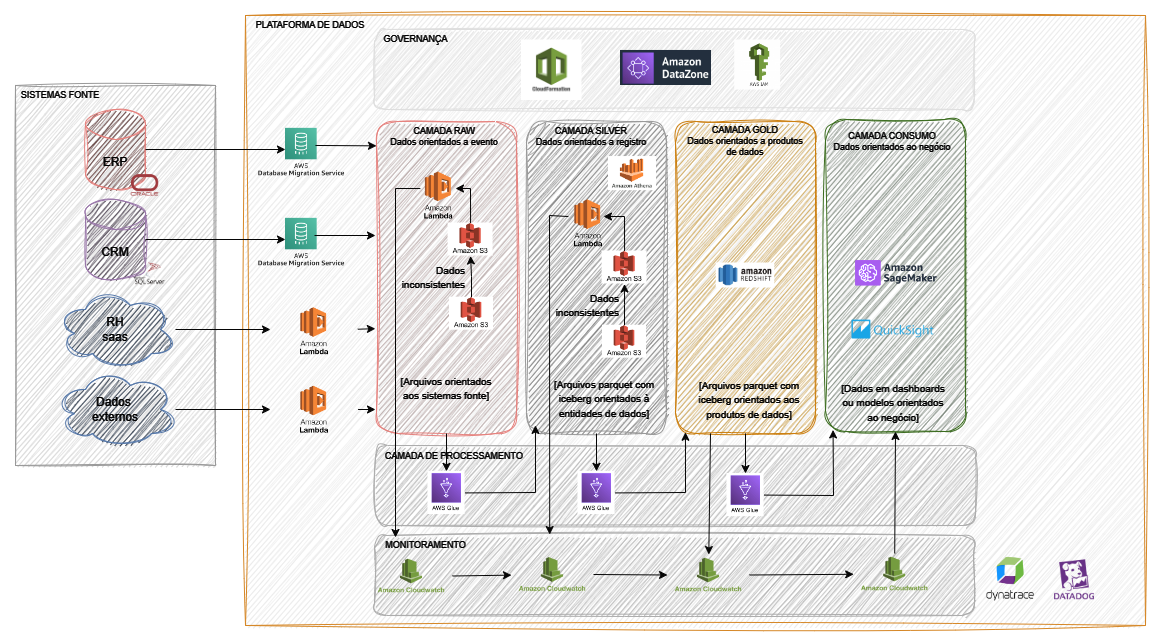 PLATAFORMA DE DADOS
GOVERNANÇA
CloudFormation
Amazon
DataZone
AWS IAM
SISTEMAS FONTE
ERP
ORACLE
CRM
SQL Server
RH
saas
Dados
externos
AWS
Database Migration Service
AWS
Database Migration Service
Amazon
Lambda
Amazon
Lambda
CAMADA RAW
Dados orientados a evento
Amazon
Lambda
Amazon S3
Dados
inconsistentes
Amazon S3
[Arquivos orientados
aos sistemas fonte]
CAMADA SILVER
Dados orientados a registro
Amazon Athena
Amazon
Lambda
Amazon S3
Dados
inconsistentes
Amazon S3
[Arquivos parquet com
iceberg orientados à
entidades de dados]
CAMADA GOLD
Dados orientados a produtos
de dados
amazon
REDSHIFT
[Arquivos parquet com
iceberg orientados aos
produtos de dados]
CAMADA CONSUMO
Dados orientados ao negócio
Amazon
SageMaker
QuickSight
[Dados em dashboards
ou modelos orientados
ao negócio]
CAMADA DE PROCESSAMENTO
AWS Glue
AWS Glue
AWS Glue
MONITORAMENTO
Amazon Cloudwatch
Amazon Cloudwatch
Amazon Cloudwatch
Amazon Cloudwatch
dynatrace
DATADOG